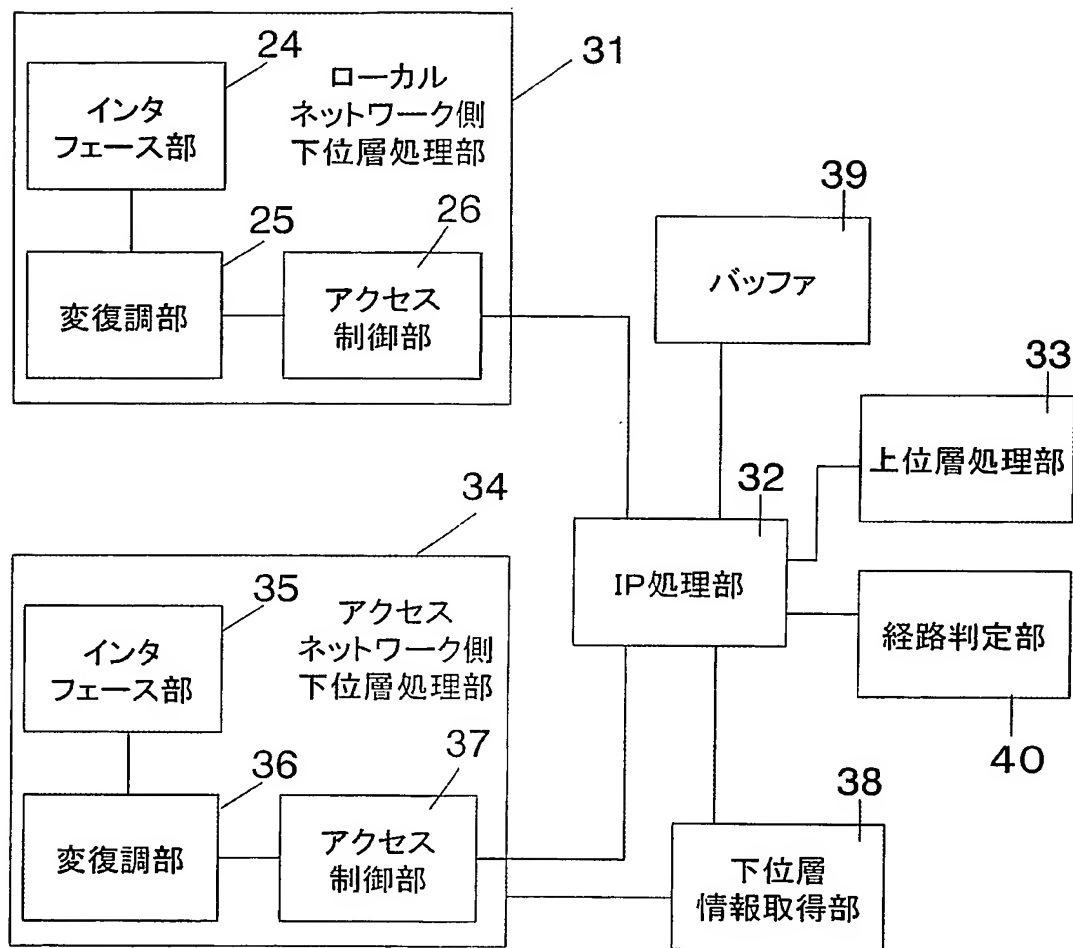 31
24
ローカル
ネットワーク側
下位層処理部
インタ
フェース部
25
26
変復調部
アクセス
制御部
39
バッファ
33
上位層処理部
32
IP処理部
経路判定部
40
34
35
アクセス
ネットワーク側
下位層処理部
インタ
フェース部
36
37
変復調部
アクセス
制御部
38
下位層
情報取得部